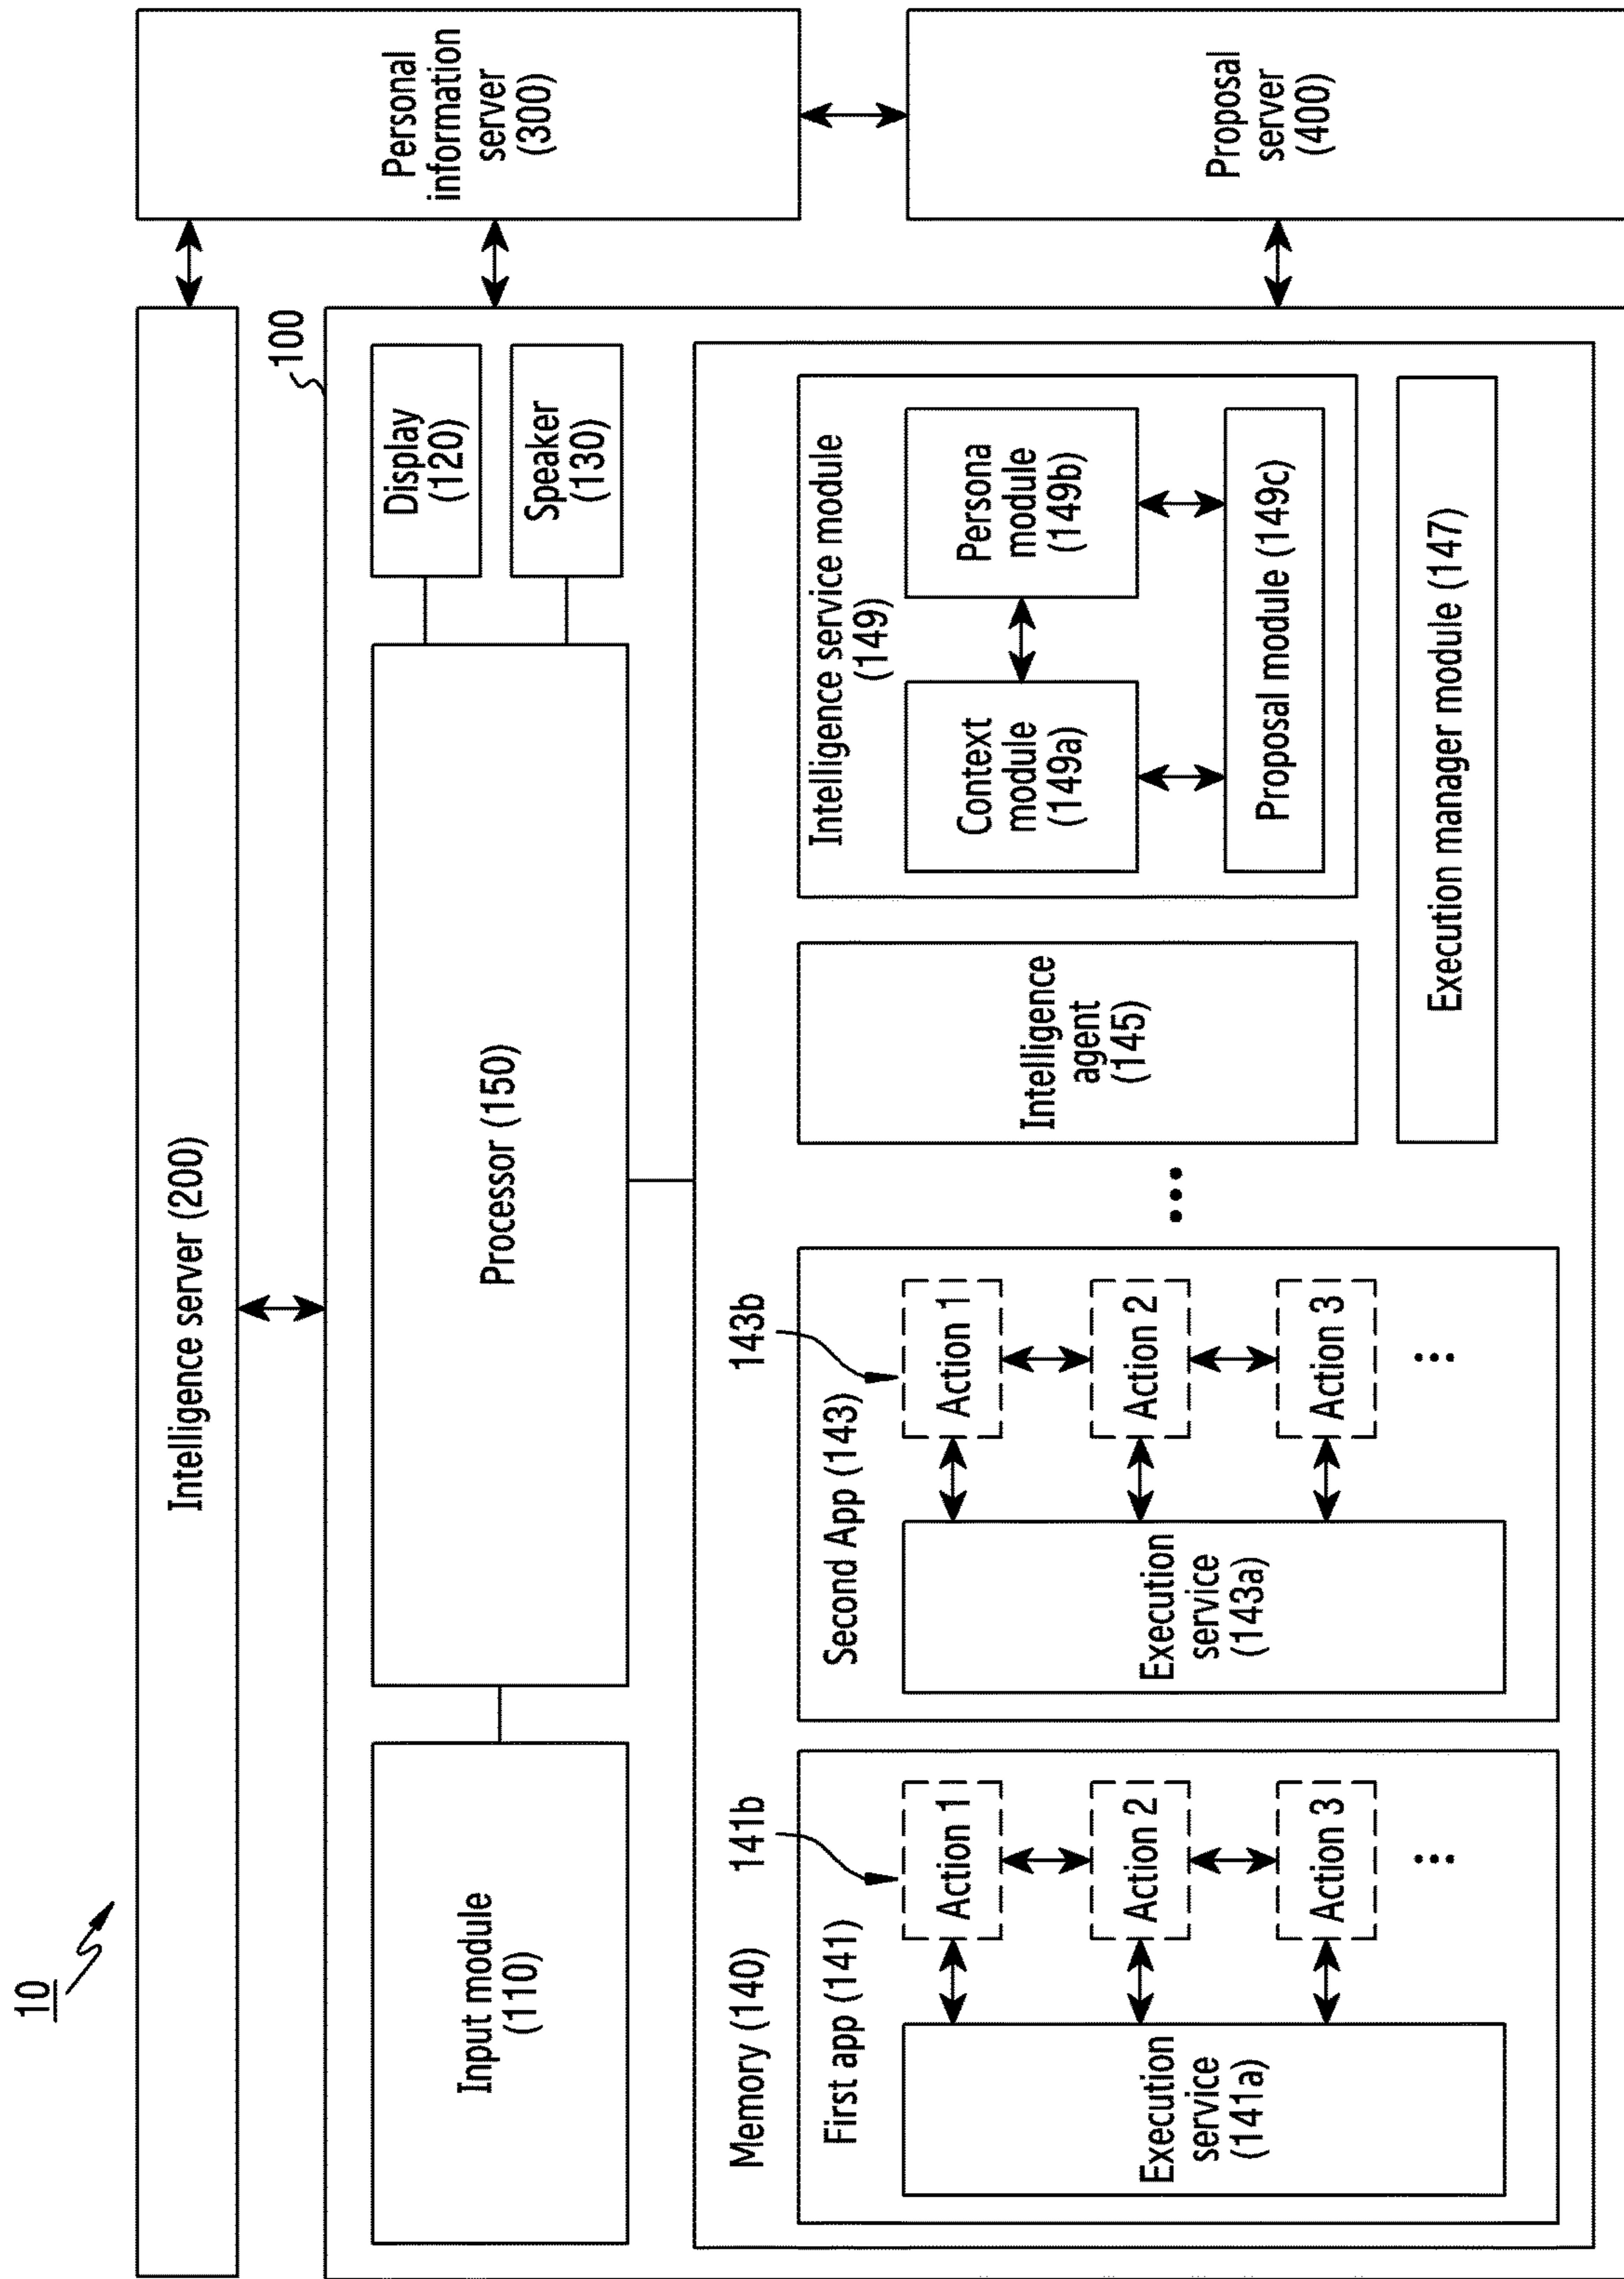 10
Intelligence server (200)
100
Input module
(110)
Processor (150)
Display
(120)
Speaker
(130)
Personal
information
server
(300)
Proposal
server
(400)
Memory (140)
First app (141)
141b
Execution
service
(141a)
Action 1
Action 2
Action 3
Second App (143)
143b
Execution
service
(143a)
Action 1
Action 2
Action 3
Intelligence
agent
(145)
Intelligence service module
(149)
Context
module
(149a)
Persona
module
(149b)
Proposal module (149c)
Execution manager module (147)